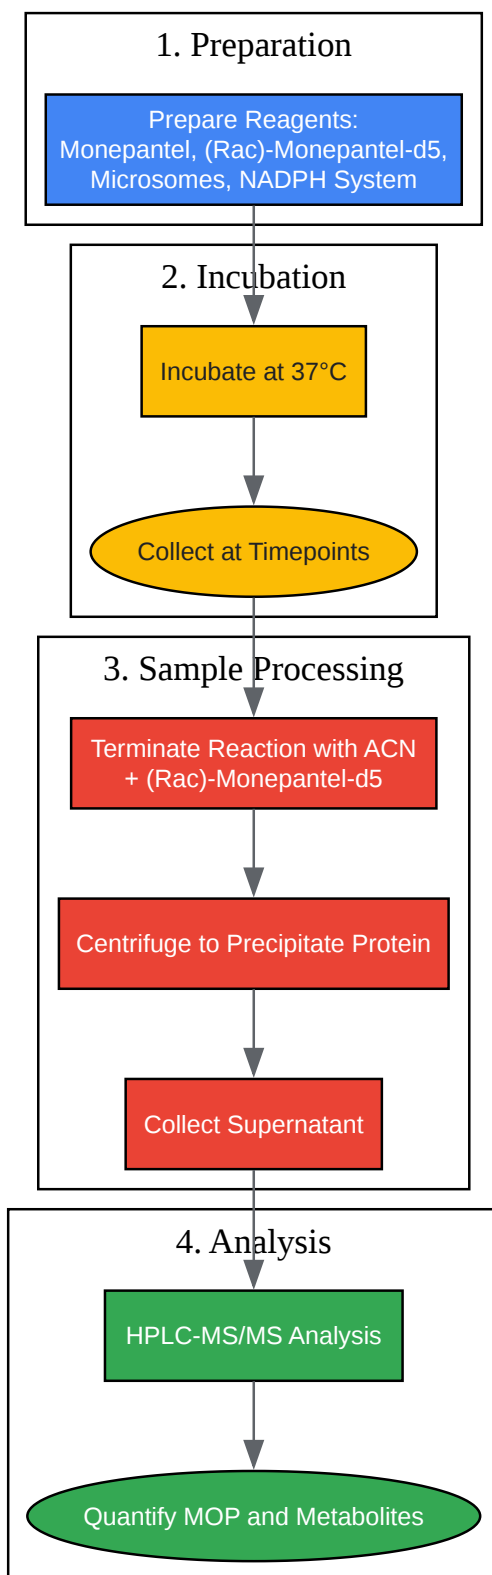 1. Preparation
Prepare Reagents:
Monepantel, (Rac)-Monepantel-d5,
Microsomes, NADPH System
2. Incubation
Incubate at 37°C
Collect at Timepoints
3. Sample Processing
Terminate Reaction with ACN
+ (Rac)-Monepantel-d5
Centrifuge to Precipitate Protein
Collect Supernatant
4. Analysis
HPLC-MS/MS Analysis
Quantify MOP and Metabolites